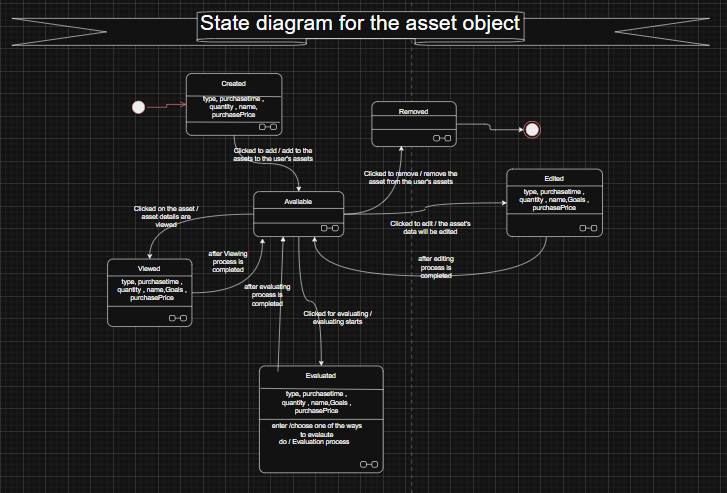 State diagram for the asset object
Created
type, purchasetime ,
quantity , name,
purchasePrice
Removed
Clicked to add / add to the
assets to the user's assets
Clicked to remove / remove the
asset from the user's assets
Edited
type, purchasetime ,
quantity , name,Goals ,
purchasePrice
Available
Clicked on the asset /
asset details are
viewed
Clicked to edit / the asset's
data will be edited
after Viewing
process is
completed
Viewed
type, purchasetime ,
quantity , name,Goals ,
purchasePrice
after editing
process is
completed
after evaluating
process is
completed
Clicked for evaluating /
evaluating starts
Evaluated
type, purchasetime ,
quantity , name,Goals ,
purchasePrice
enter /choose one of the ways
to evalaute
do / Evaluation process